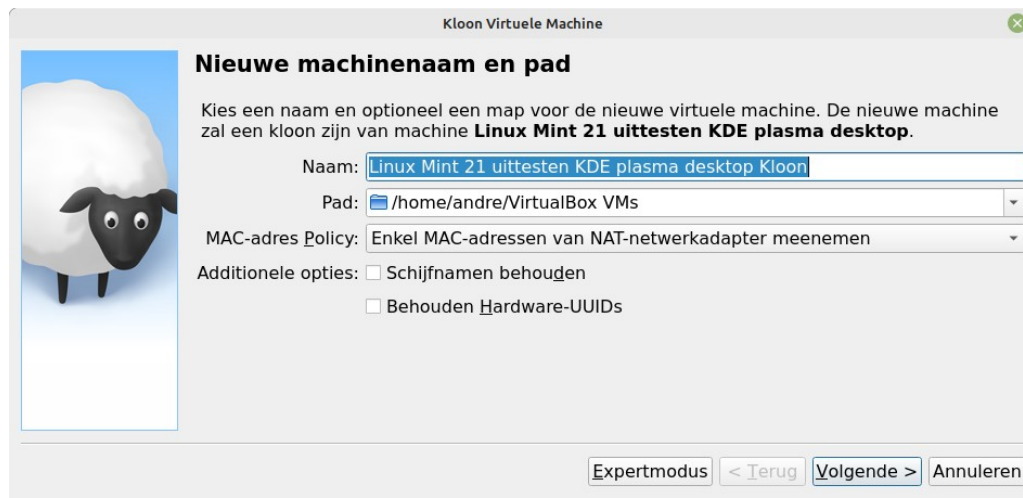 Kloon Virtuele Machine
Nieuwe machinenaam en pad
Kies een naam en optioneel een map voor de nieuwe virtuele machine. De nieuwe machine
zal een kloon zijn van machine Linux Mint 21 uittesten KDE plasma desktop.
Naam: Linux Mint 21 uittesten KDE plasma desktop Kloon
Pad: /home/andre/VirtualBox VMs
MAC-adres Policy: Enkel MAC-adressen van NAT-netwerkadapter meenemen
Additionele opties: Schijfnamen behouden
Behouden Hardware-UUIDs
Expertmodus < Terug Volgende > Annuleren